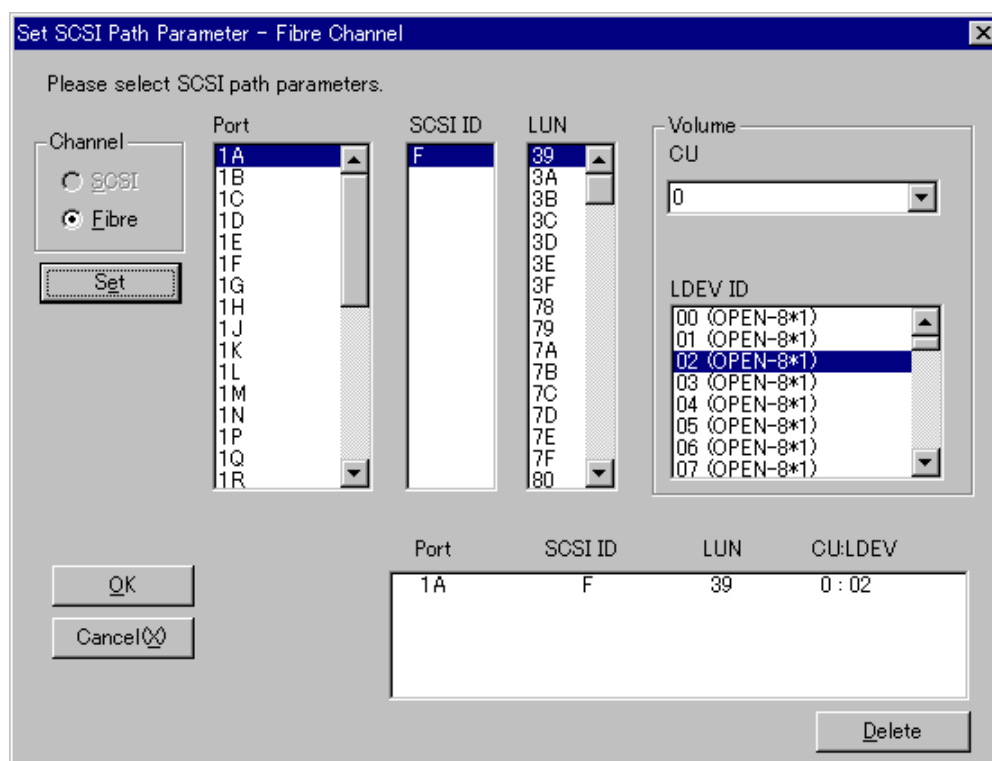 Set SCSI Path Parameter - Fibre Channel
Please select SCSI path parameters.
Channel
SCSI
Fibre
Set
Port
1A
1B
1C
1D
1E
1F
1G
1H
1J
1K
1L
1M
1N
1P
1Q
1R
SCSI ID
F
LUN
39
3A
3B
3C
3D
3E
3F
78
79
7A
7B
7C
7D
7E
7F
80
Volume
CU
0
LDEV ID
00 (OPEN-8*1)
01 (OPEN-8*1)
02 (OPEN-8*1)
03 (OPEN-8*1)
04 (OPEN-8*1)
05 (OPEN-8*1)
06 (OPEN-8*1)
07 (OPEN-8*1)
OK
Cancel(X)
Port SCSI ID LUN CU:LDEV
1A F 39 0 : 02
Delete